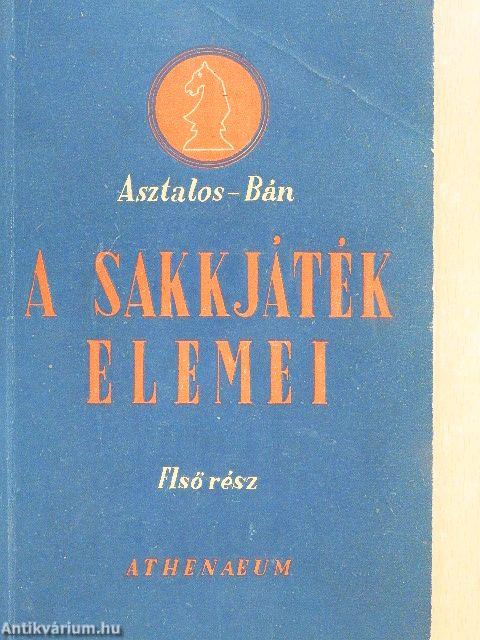 Asztalos-Bán
A SAKKJÁTÉK
ELEMEI
Első rész
ATHENAEUM
Antikvárium.hu